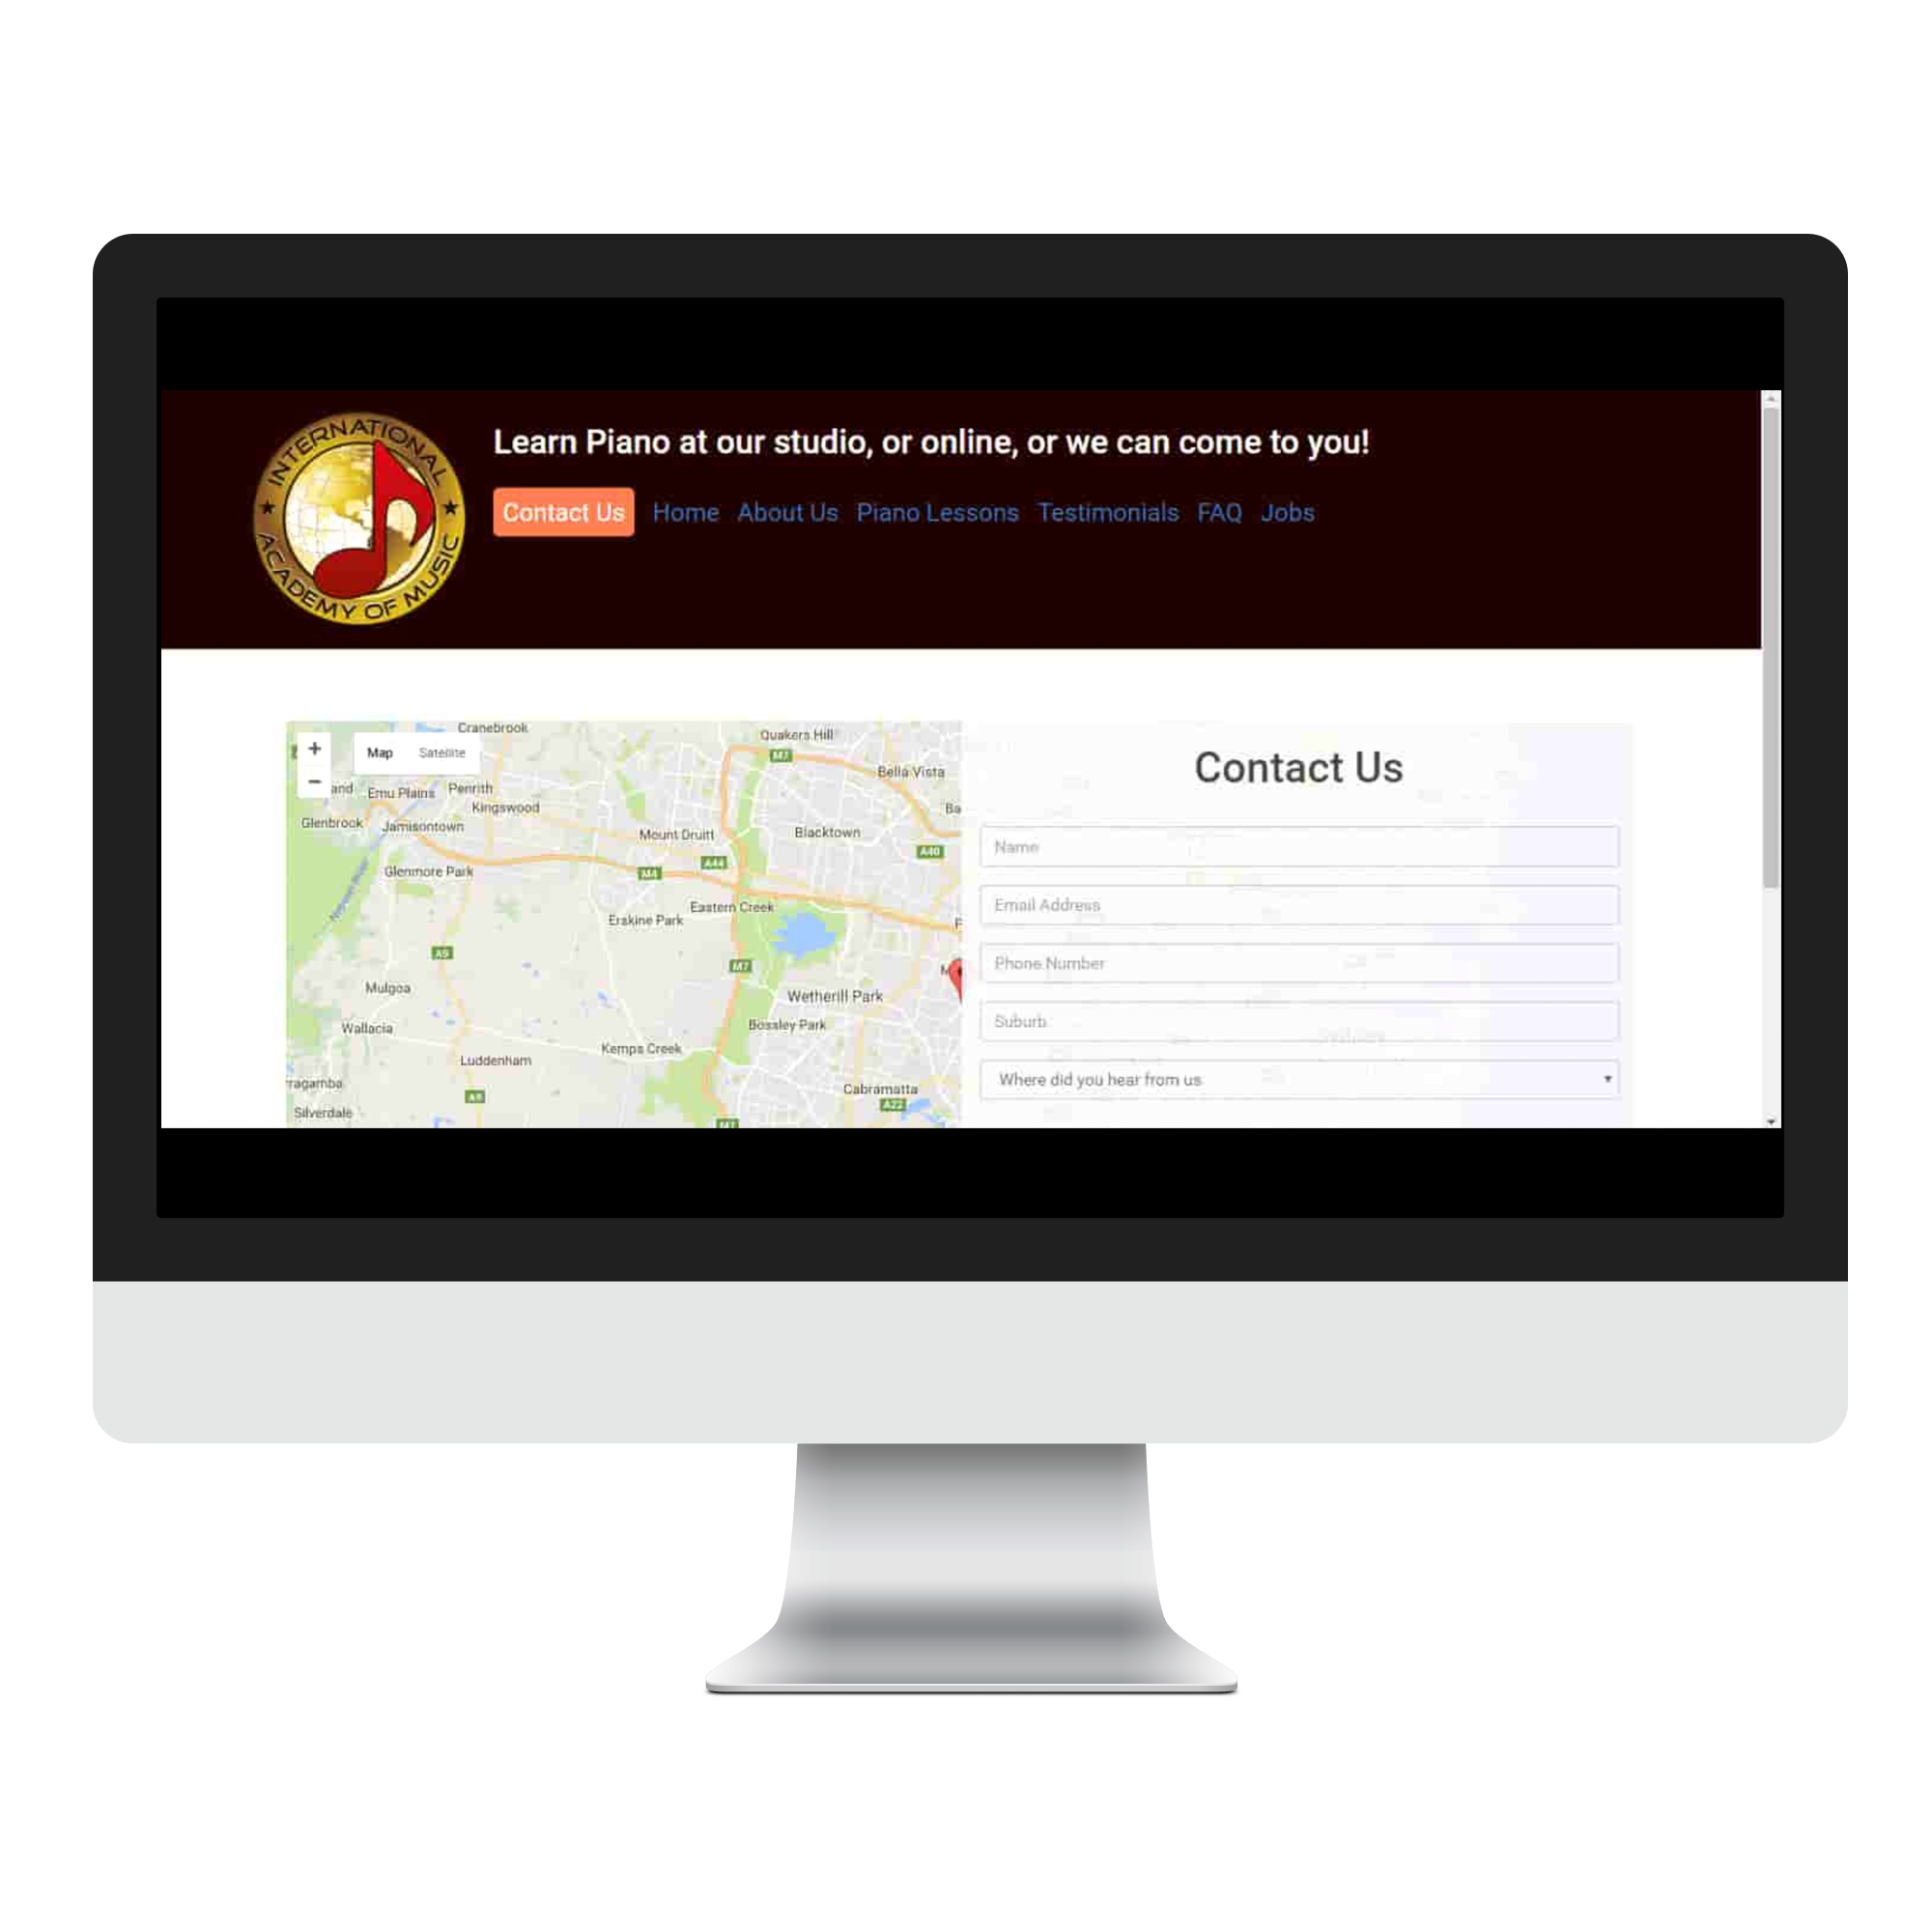 INTERNATIONAL
ACADEMY OF MUSIC
Learn Piano at our studio, or online, or we can come to you!
Contact Us Home About Us Piano Lessons Testimonials FAQ Jobs
Map Satellite
Cranebrook
Quakers Hill
M7
Bella Vista
Emu Plains
Penrith
Kingswood
Glenbrook
Jamisontown
Mount Druitt
Blacktown
A40
A44
M4
Glenmore Park
Eastern Creek
Erskine Park
A9
M7
Mulgoa
Wetherill Park
Wallacia
Bossley Park
Kemps Creek
Luddenham
ragamba
Cabramatta
A9
A22
Silverdale
Contact Us
Name
Email Address
Phone Number
Suburb
Where did you hear from us